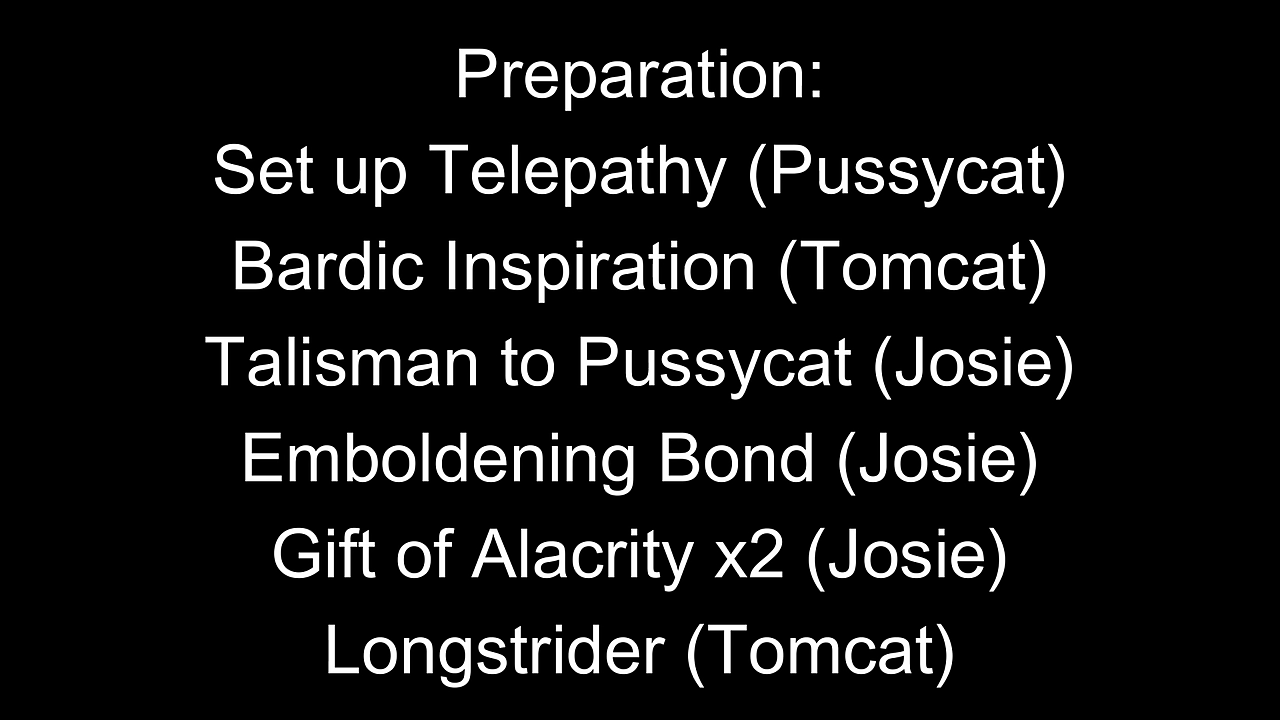 Preparation:
Set up Telepathy (Pussycat)
Bardic Inspiration (Tomcat)
Talisman to Pussycat (Josie)
Emboldening Bond (Josie)
Gift of Alacrity x2 (Josie)
Longstrider (Tomcat)